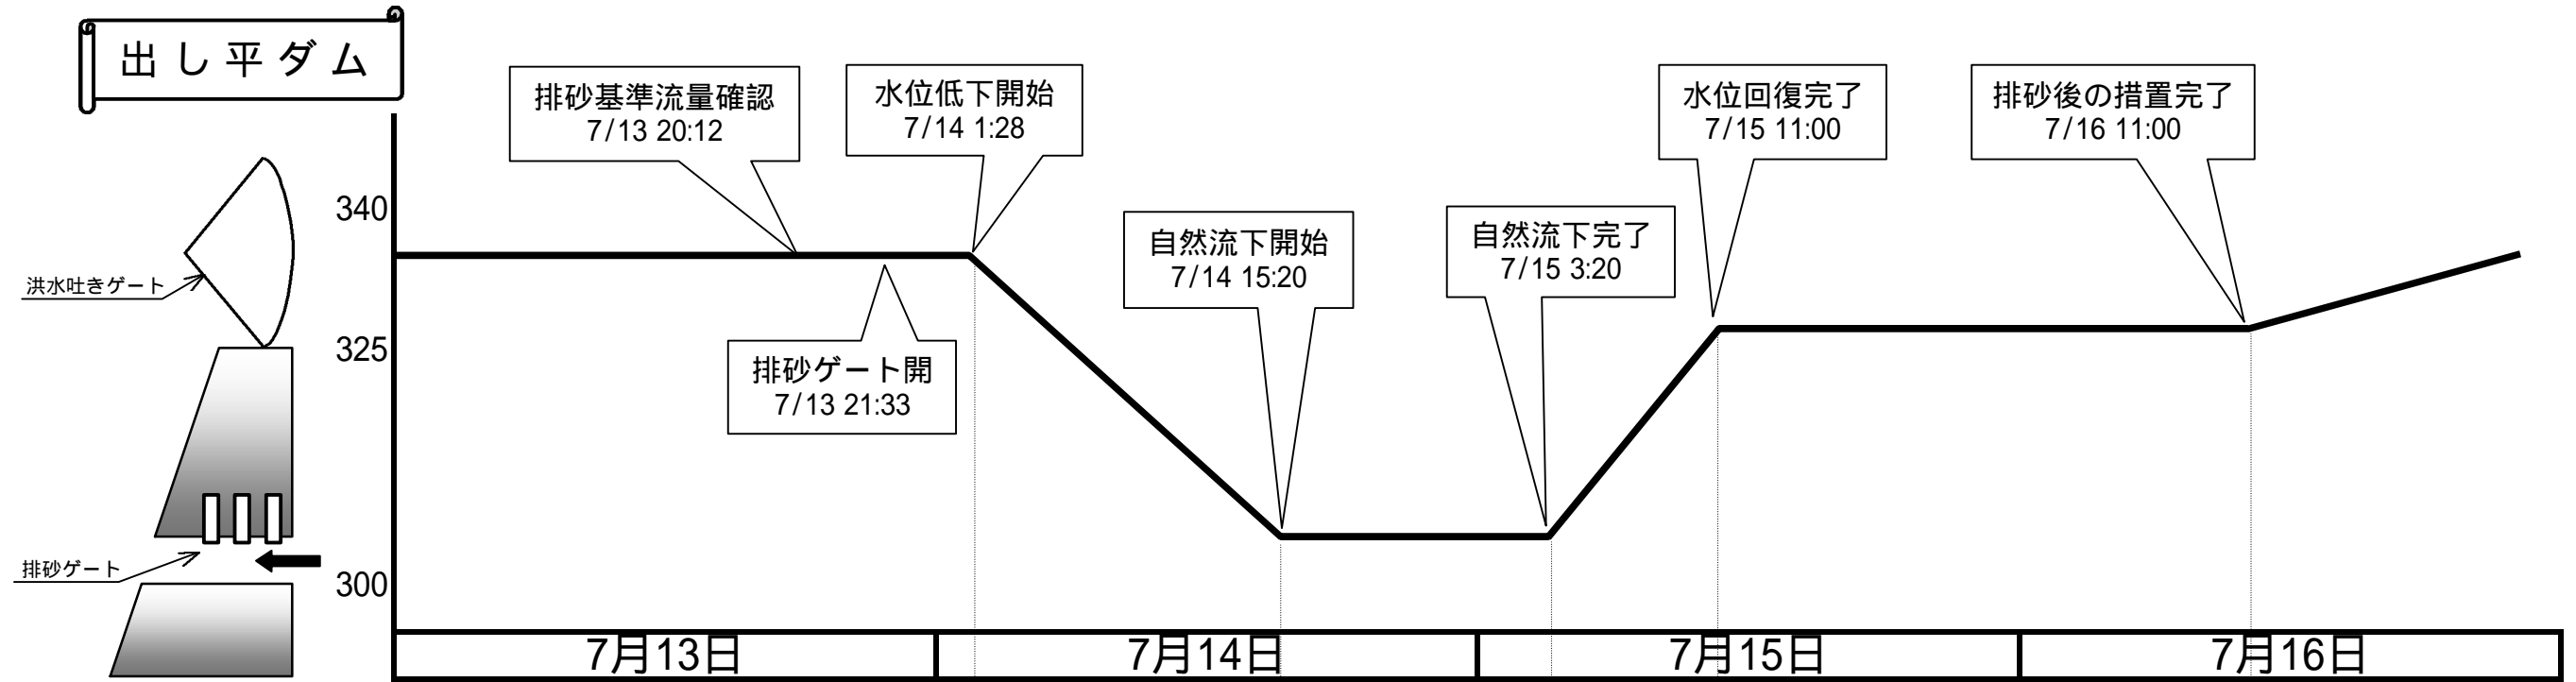 出し平ダム
排砂基準流量確認
7/13 20:12
水位低下開始
7/14 1:28
水位回復完了
7/15 11:00
排砂後の措置完了
7/16 11:00
340
自然流下開始
7/14 15:20
自然流下完了
7/15 3:20
洪水吐きゲート
325
排砂ゲート開
7/13 21:33
排砂ゲート
300
7月13日
7月14日
7月15日
7月16日